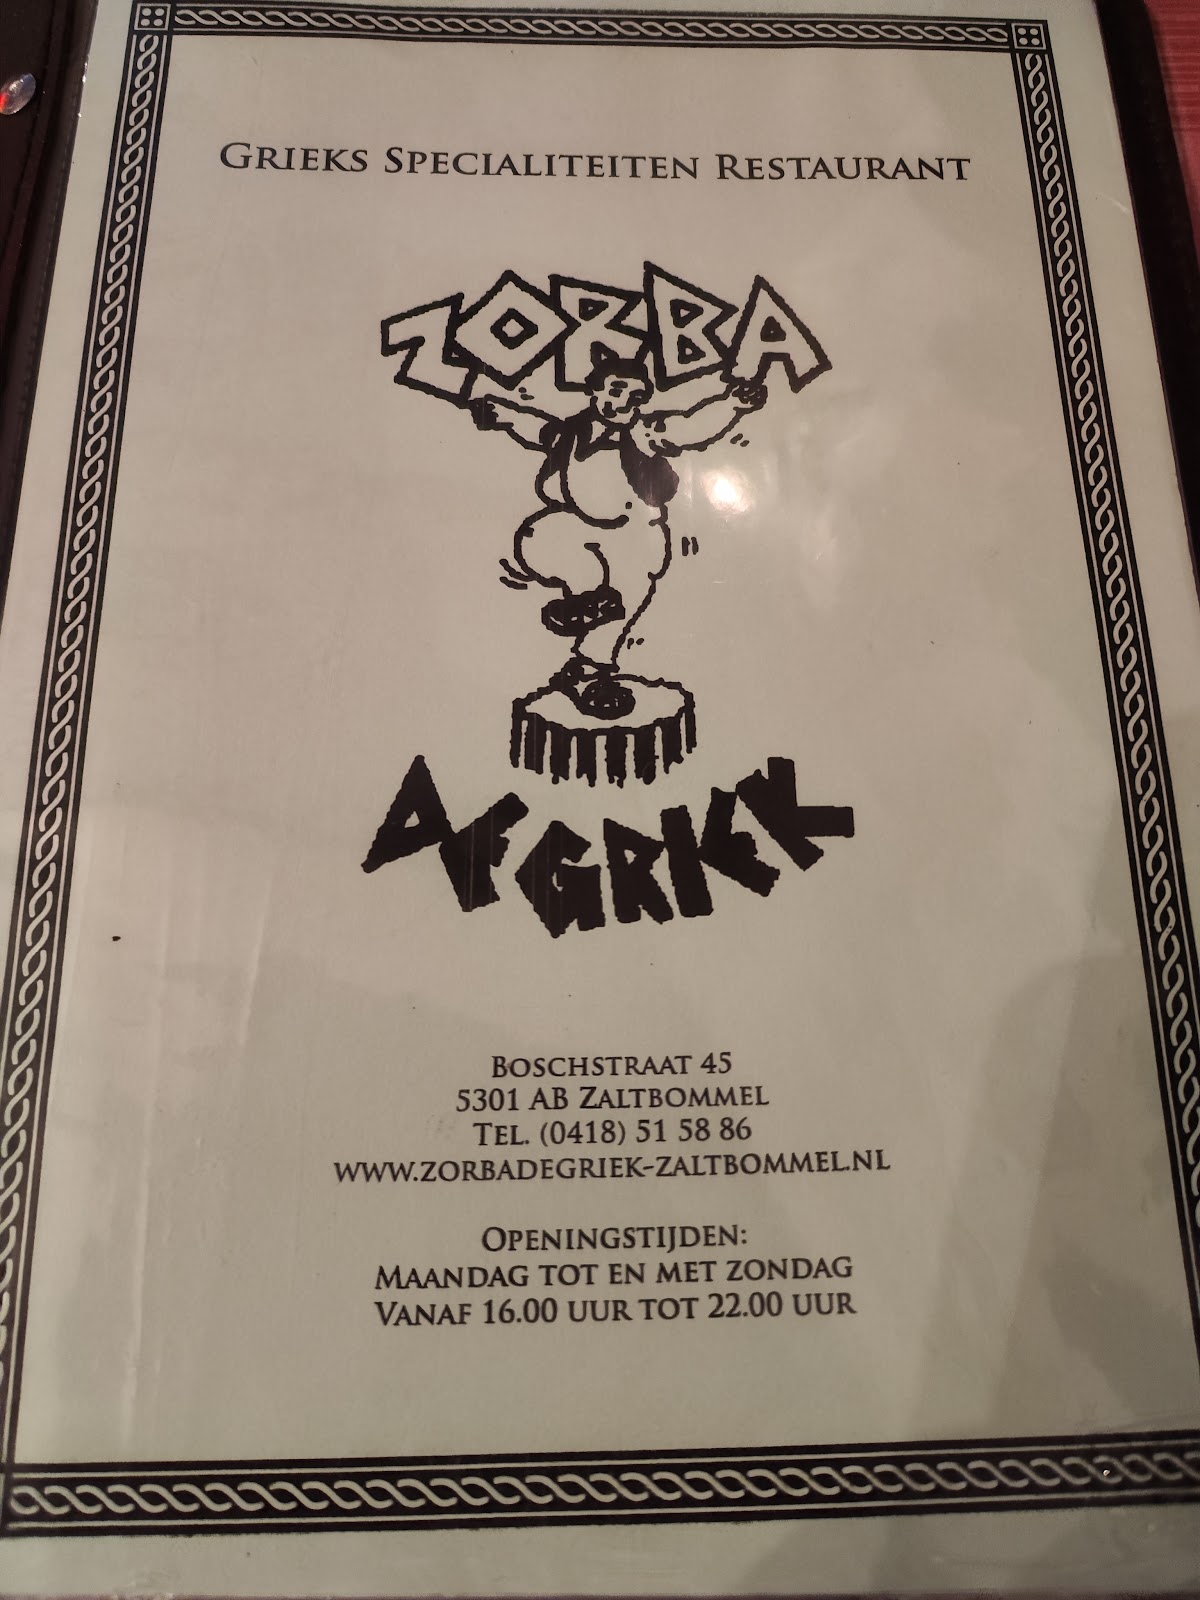 GRIEKS SPECIALITEITEN RESTAURANT
ZORBA
DE GRIEK
BOSCHSTRAAT 45
5301 AB ZALTBOMMEL
TEL. (0418) 51 58 86
WWW.ZORBADEGRIEK-ZALTBOMMEL.NL
OPENINGSTIJDEN:
MAANDAG TOT EN MET ZONDAG
VANAF 16.00 UUR TOT 22.00 UUR